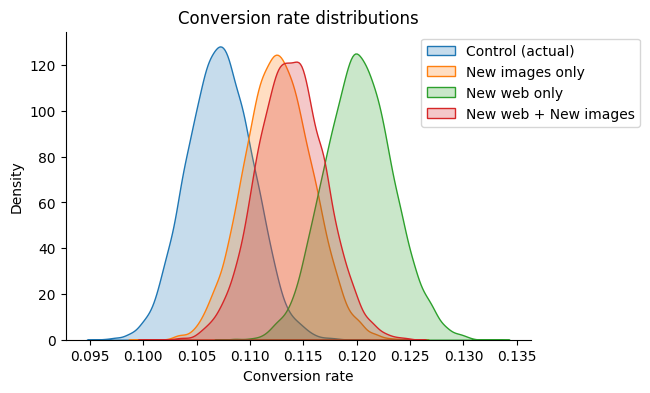 Conversion rate distributions
Control (actual)
New images only
New web only
New web + New images
Density
120
100
80
60
40
20
0
0.095 0.100 0.105 0.110 0.115 0.120 0.125 0.130 0.135
Conversion rate